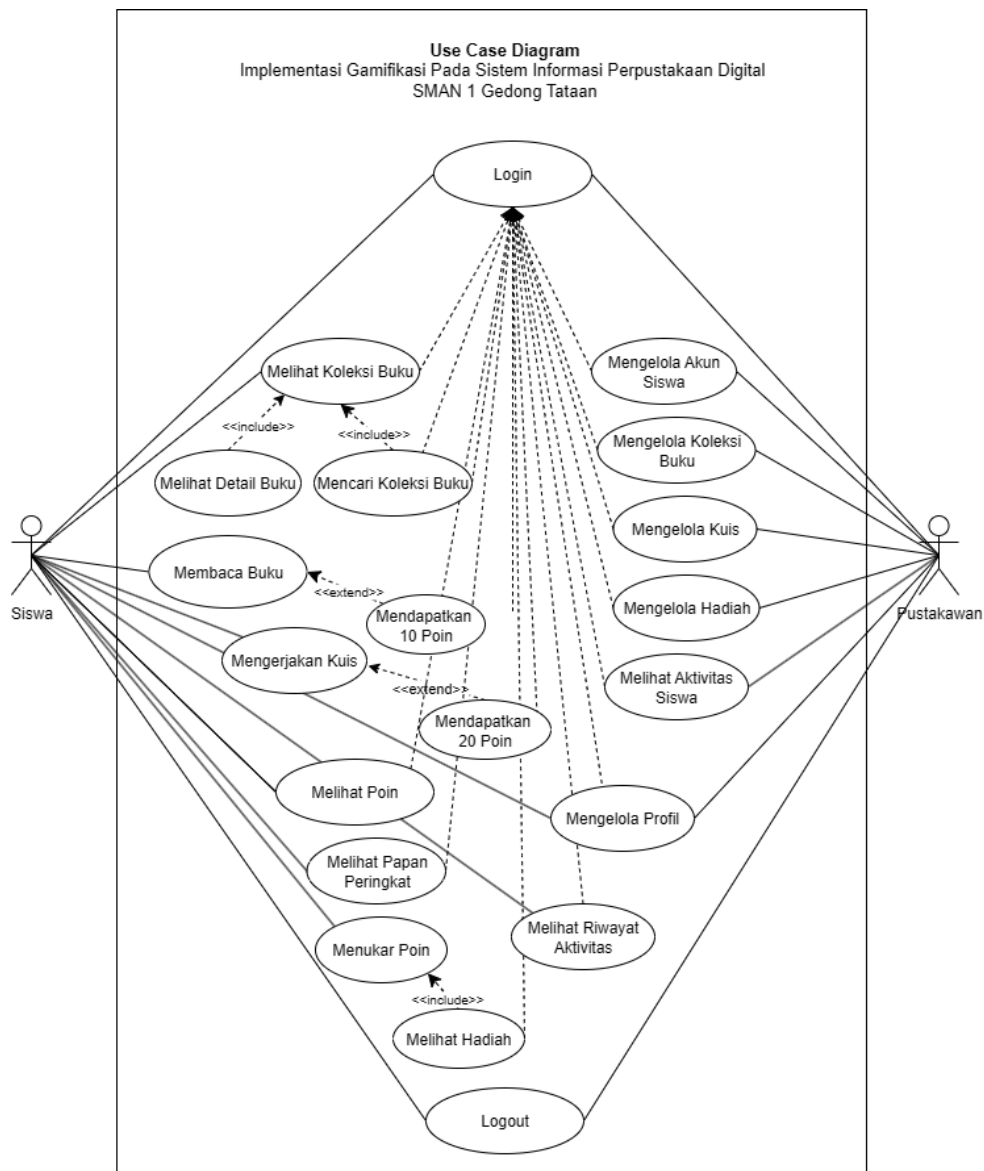 Use Case Diagram
Implementasi Gamifikasi Pada Sistem Informasi Perpustakaan Digital
SMAN 1 Gedong Tataan
Login
Melihat Koleksi Buku
<<include>>
<<include>>
Melihat Detail Buku
Mencari Koleksi Buku
Mengelola Akun
Siswa
Mengelola Koleksi
Buku
Mengelola Kuis
Siswa
Pustakawan
Membaca Buku
<<extend>>
Mendapatkan
10 Poin
Mengelola Hadiah
Mengerjakan Kuis
<<extend>>
Mendapatkan
20 Poin
Melihat Aktivitas
Siswa
Melihat Poin
Mengelola Profil
Melihat Papan
Peringkat
Menukar Poin
Melihat Riwayat
Aktivitas
<<include>>
Melihat Hadiah
Logout